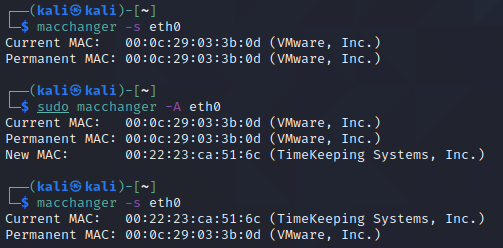 ┌──(kali㉿kali)-[~]
└─$ macchanger -s eth0
Current MAC:   00:0c:29:03:3b:0d (VMware, Inc.)
Permanent MAC: 00:0c:29:03:3b:0d (VMware, Inc.)
┌──(kali㉿kali)-[~]
└─$ sudo macchanger -A eth0
Current MAC:   00:0c:29:03:3b:0d (VMware, Inc.)
Permanent MAC: 00:0c:29:03:3b:0d (VMware, Inc.)
New MAC:       00:22:23:ca:51:6c (TimeKeeping Systems, Inc.)
┌──(kali㉿kali)-[~]
└─$ macchanger -s eth0
Current MAC:   00:22:23:ca:51:6c (TimeKeeping Systems, Inc.)
Permanent MAC: 00:0c:29:03:3b:0d (VMware, Inc.)